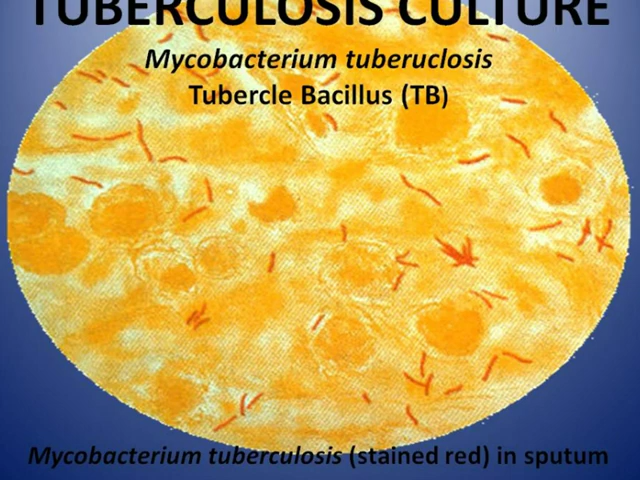 TUBERCULOSIS CULTURE
Mycobacterium tuberuclosis
Tubercle Bacillus (TB)
Mycobacterium tuberculosis (stained red) in sputum